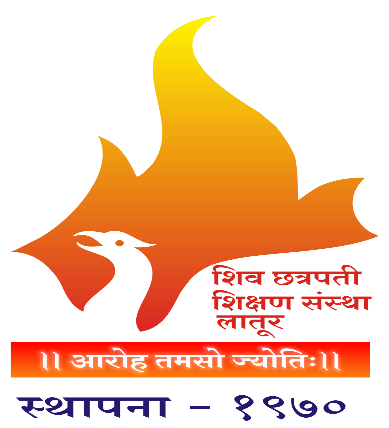 शिव छत्रपती
शिक्षण संस्था
लातूर
।। आरोह तमसो ज्योतिः।।
स्थापना - १९७०